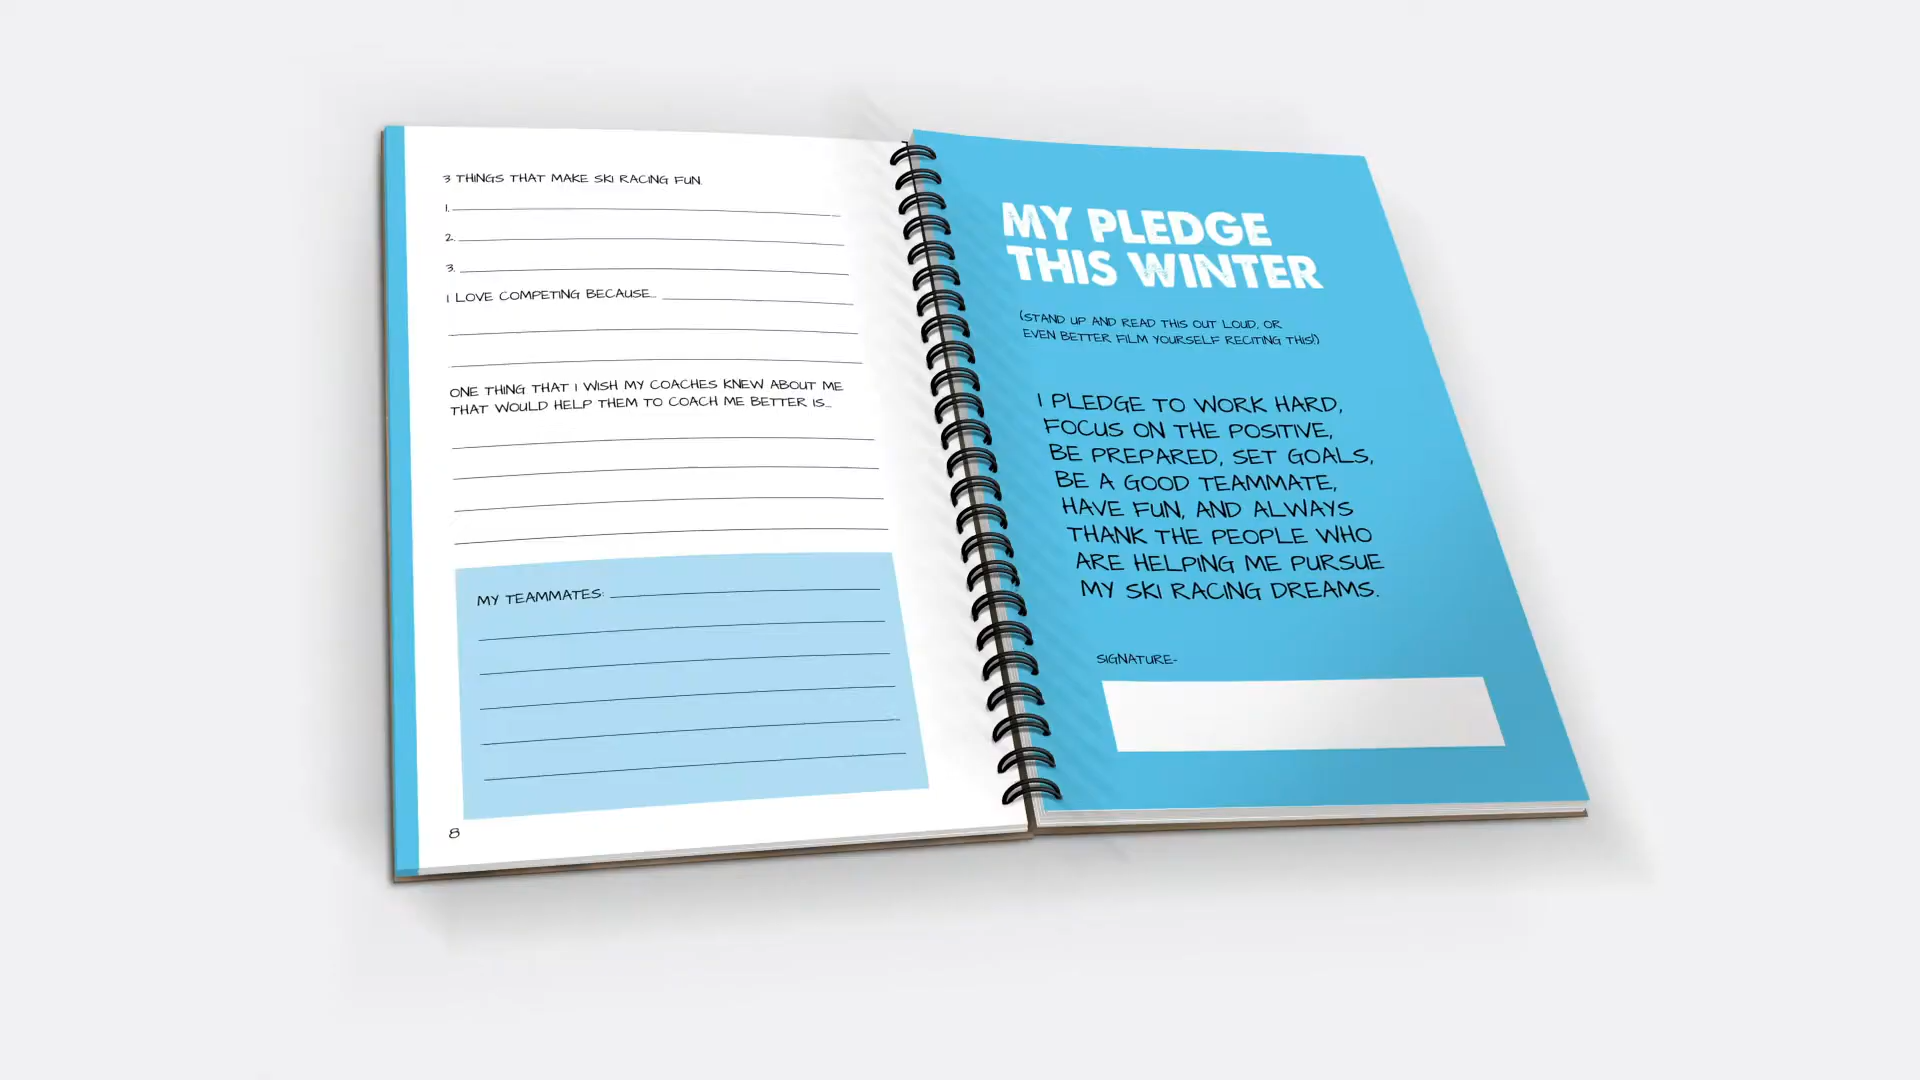 3 THINGS THAT MAKE SKI RACING FUN.
1.
2.
3.
I LOVE COMPETING BECAUSE...
ONE THING THAT I WISH MY COACHES KNEW ABOUT ME
THAT WOULD HELP THEM TO COACH ME BETTER IS...
MY TEAMMATES:
8
MY PLEDGE
THIS WINTER
(STAND UP AND READ THIS OUT LOUD, OR
EVEN BETTER FILM YOURSELF RECITING THIS!)
I PLEDGE TO WORK HARD,
FOCUS ON THE POSITIVE,
BE PREPARED, SET GOALS,
BE A GOOD TEAMMATE,
HAVE FUN, AND ALWAYS
THANK THE PEOPLE WHO
ARE HELPING ME PURSUE
MY SKI RACING DREAMS.
SIGNATURE-